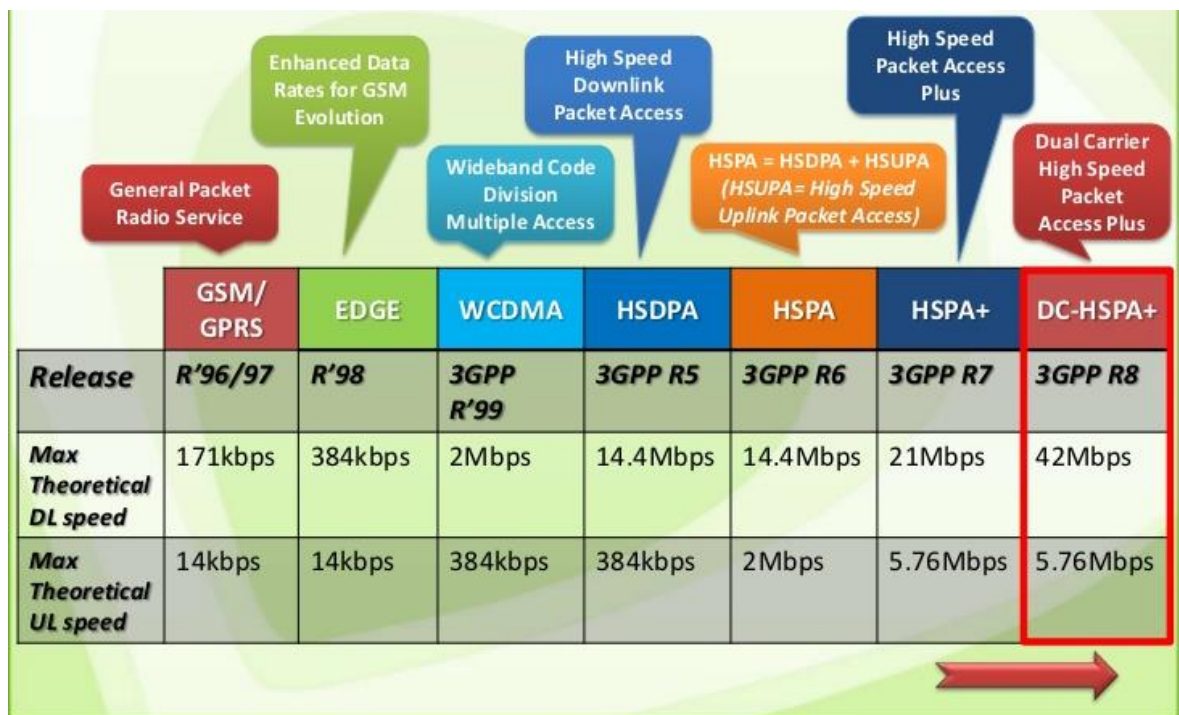 Enhanced Data
Rates for GSM
Evolution
High Speed
Downlink
Packet Access
High Speed
Packet Access
Plus
General Packet
Radio Service
Wideband Code
Division
Multiple Access
HSPA = HSDPA + HSUPA
(HSUPA= High Speed
Uplink Packet Access)
Dual Carrier
High Speed
Packet
Access Plus
GSM/
GPRS
EDGE
WCDMA
HSDPA
HSPA
HSPA+
DC-HSPA+
Release
R'96/97
R'98
3GPP
R'99
3GPP R5
3GPP R6
3GPP R7
3GPP R8
Max
Theoretical
DL speed
171kbps
384kbps
2Mbps
14.4Mbps
14.4Mbps
21Mbps
42Mbps
Max
Theoretical
UL speed
14kbps
14kbps
384kbps
384kbps
2Mbps
5.76Mbps
5.76Mbps